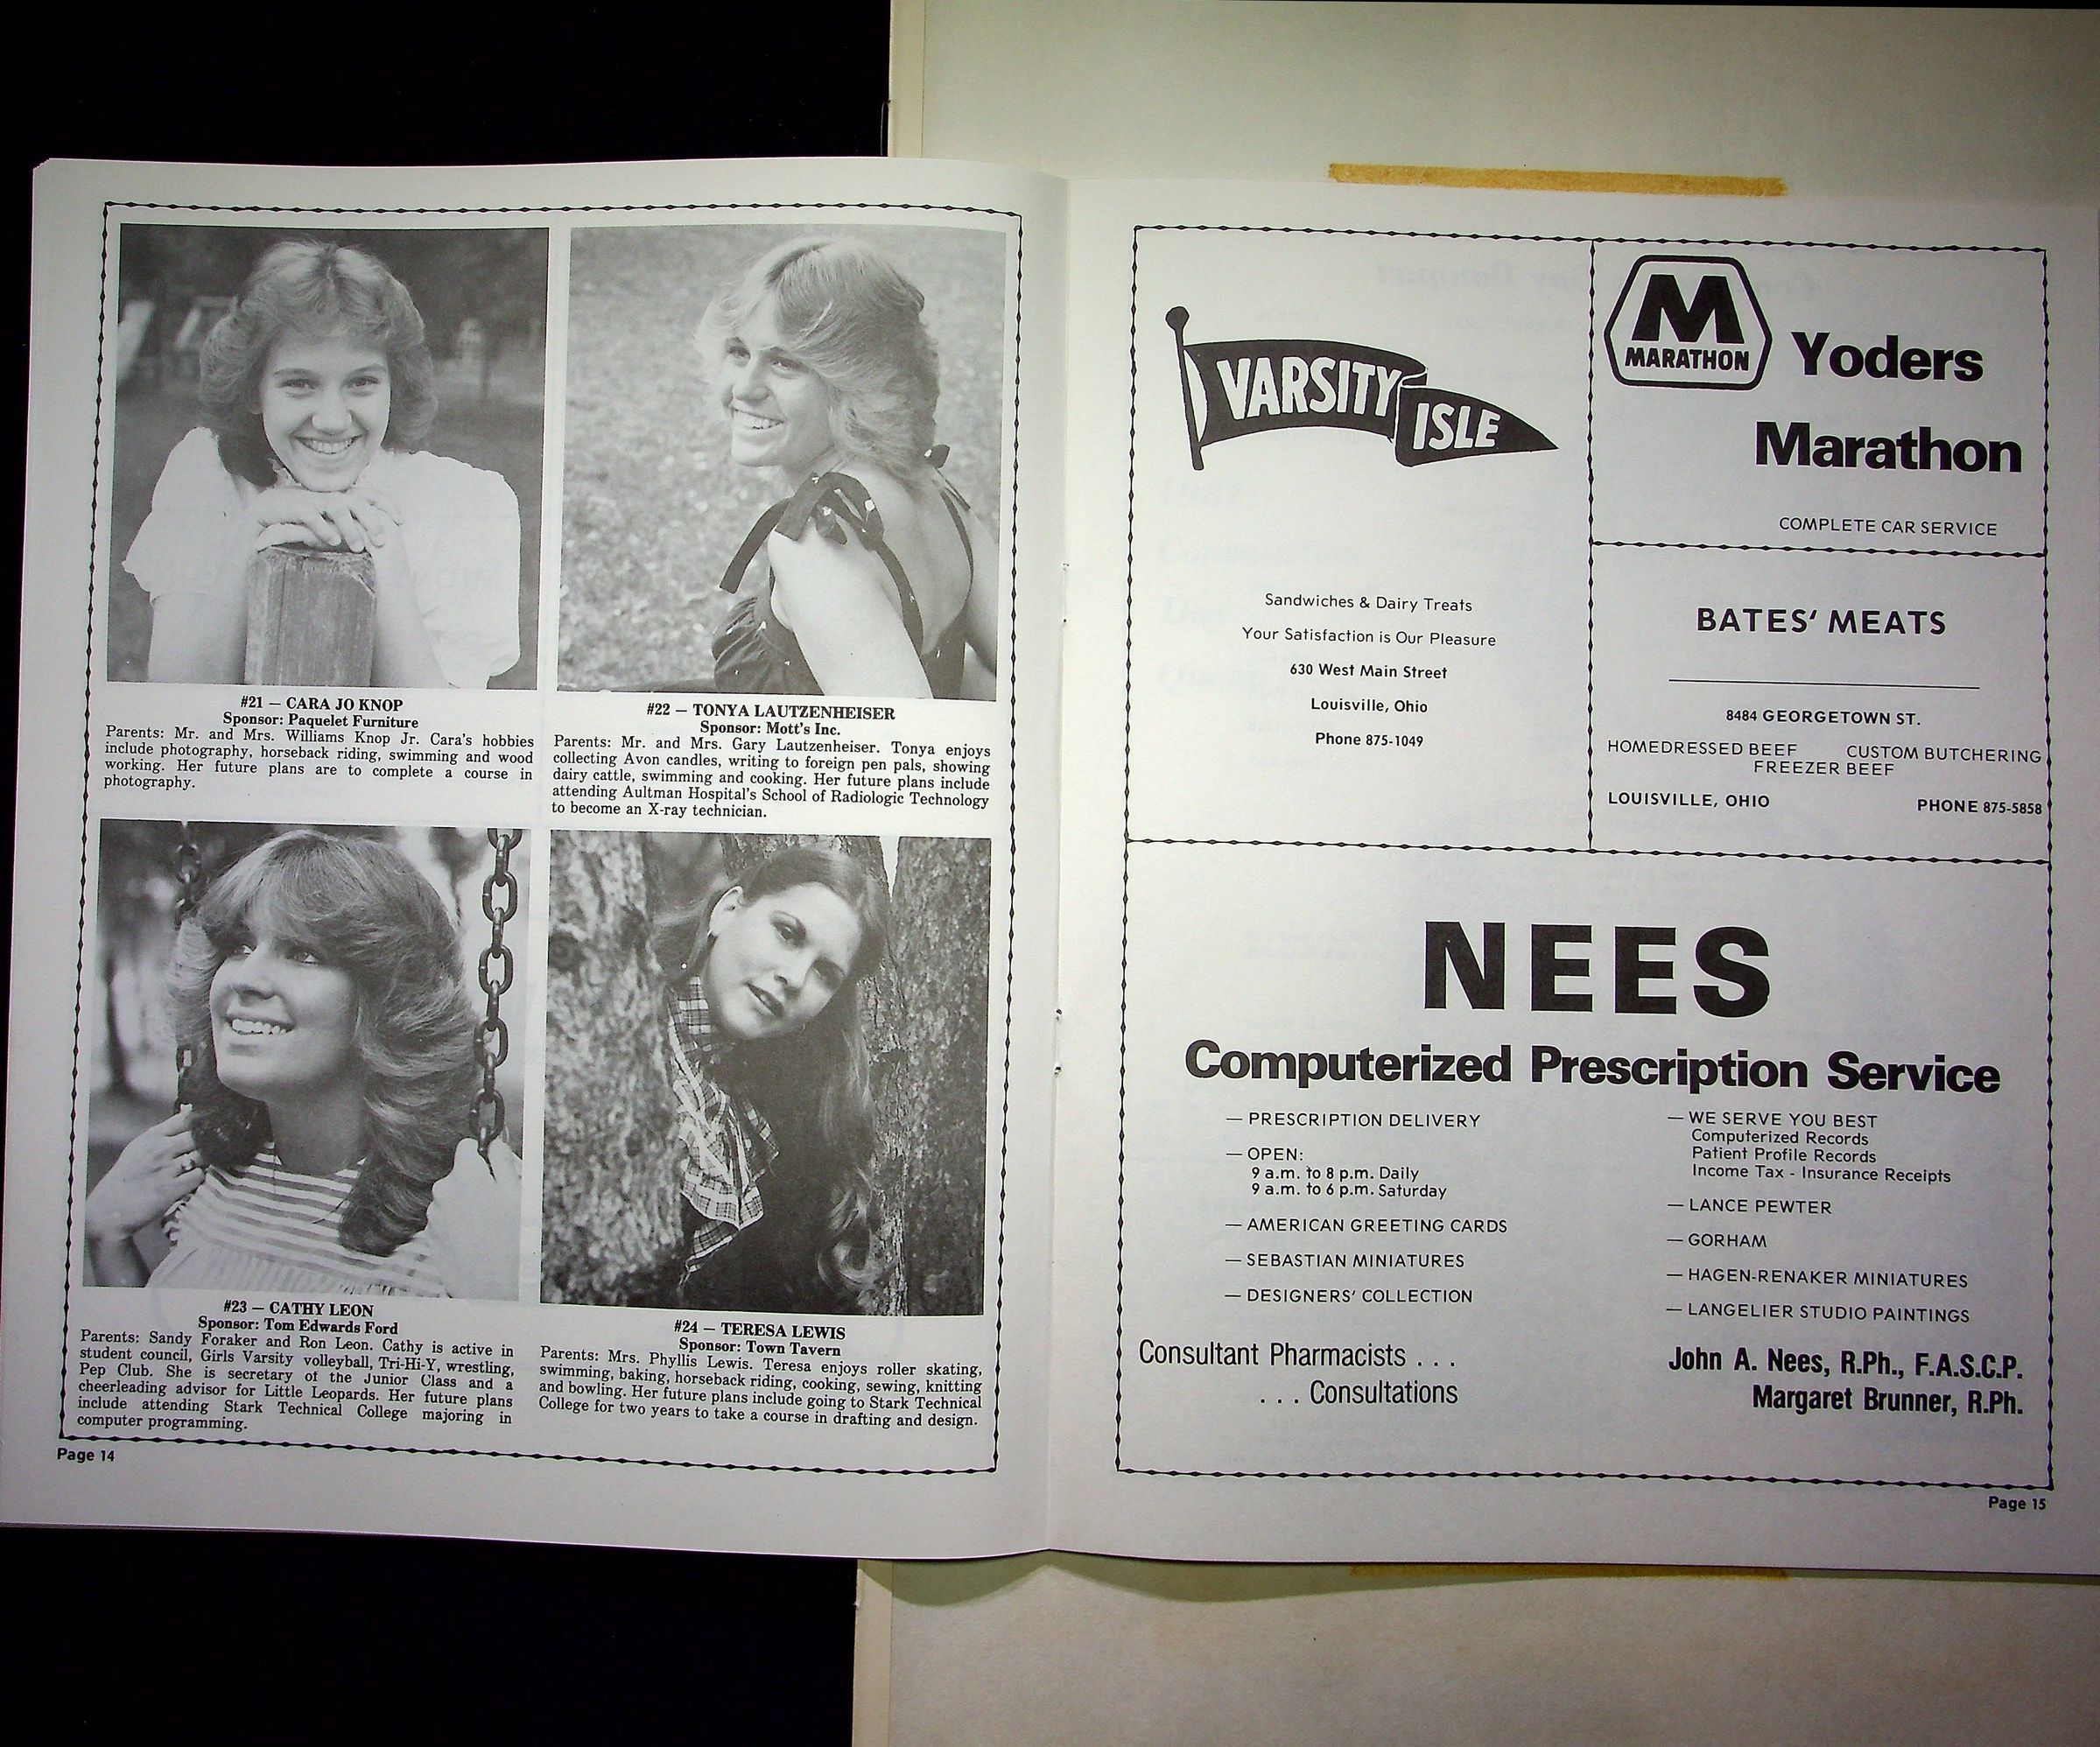 #21 — CARA JO KNOP
Sponsor: Paquelet Furniture
Parents: Mr. and Mrs. Williams Knop Jr. Cara's hobbies
include photography, horseback riding, swimming and wood
working. Her future plans are to complete a course in
photography.
#22 — TONYA LAUTZENHEISER
Sponsor: Mott's Inc.
Parents: Mr. and Mrs. Gary Lautzenheiser. Tonya enjoys
collecting Avon candles, writing to foreign pen pals, showing
dairy cattle, swimming and cooking. Her future plans include
attending Aultman Hospital's School of Radiologic Technology
to become an X-ray technician.
#23 — CATHY LEON
Sponsor: Tom Edwards Ford
Parents: Sandy Foraker and Ron Leon. Cathy is active in
student council, Girls Varsity volleyball, Tri-Hi-Y, wrestling,
Pep Club. She is secretary of the Junior Class and a
cheerleading advisor for Little Leopards. Her future plans
include attending Stark Technical College majoring in
computer programming.
#24 — TERESA LEWIS
Sponsor: Town Tavern
Parents: Mrs. Phyllis Lewis. Teresa enjoys roller skating,
swimming, baking, horseback riding, cooking, sewing, knitting
and bowling. Her future plans include going to Stark Technical
College for two years to take a course in drafting and design.
Page 14
VARSITY ISLE
Sandwiches & Dairy Treats
Your Satisfaction is Our Pleasure
630 West Main Street
Louisville, Ohio
Phone 875-1049
M
MARATHON
Yoders
Marathon
COMPLETE CAR SERVICE
BATES' MEATS
8484 GEORGETOWN ST.
HOMEDRESSED BEEF CUSTOM BUTCHERING
FREEZER BEEF
LOUISVILLE, OHIO PHONE 875-5858
NEES
Computerized Prescription Service
— PRESCRIPTION DELIVERY
— OPEN:
9 a.m. to 8 p.m. Daily
9 a.m. to 6 p.m. Saturday
— AMERICAN GREETING CARDS
— SEBASTIAN MINIATURES
— DESIGNERS' COLLECTION
— WE SERVE YOU BEST
Computerized Records
Patient Profile Records
Income Tax - Insurance Receipts
— LANCE PEWTER
— GORHAM
— HAGEN-RENAKER MINIATURES
— LANGELIER STUDIO PAINTINGS
Consultant Pharmacists . . .
. . . Consultations
John A. Nees, R.Ph., F.A.S.C.P.
Margaret Brunner, R.Ph.
Page 15